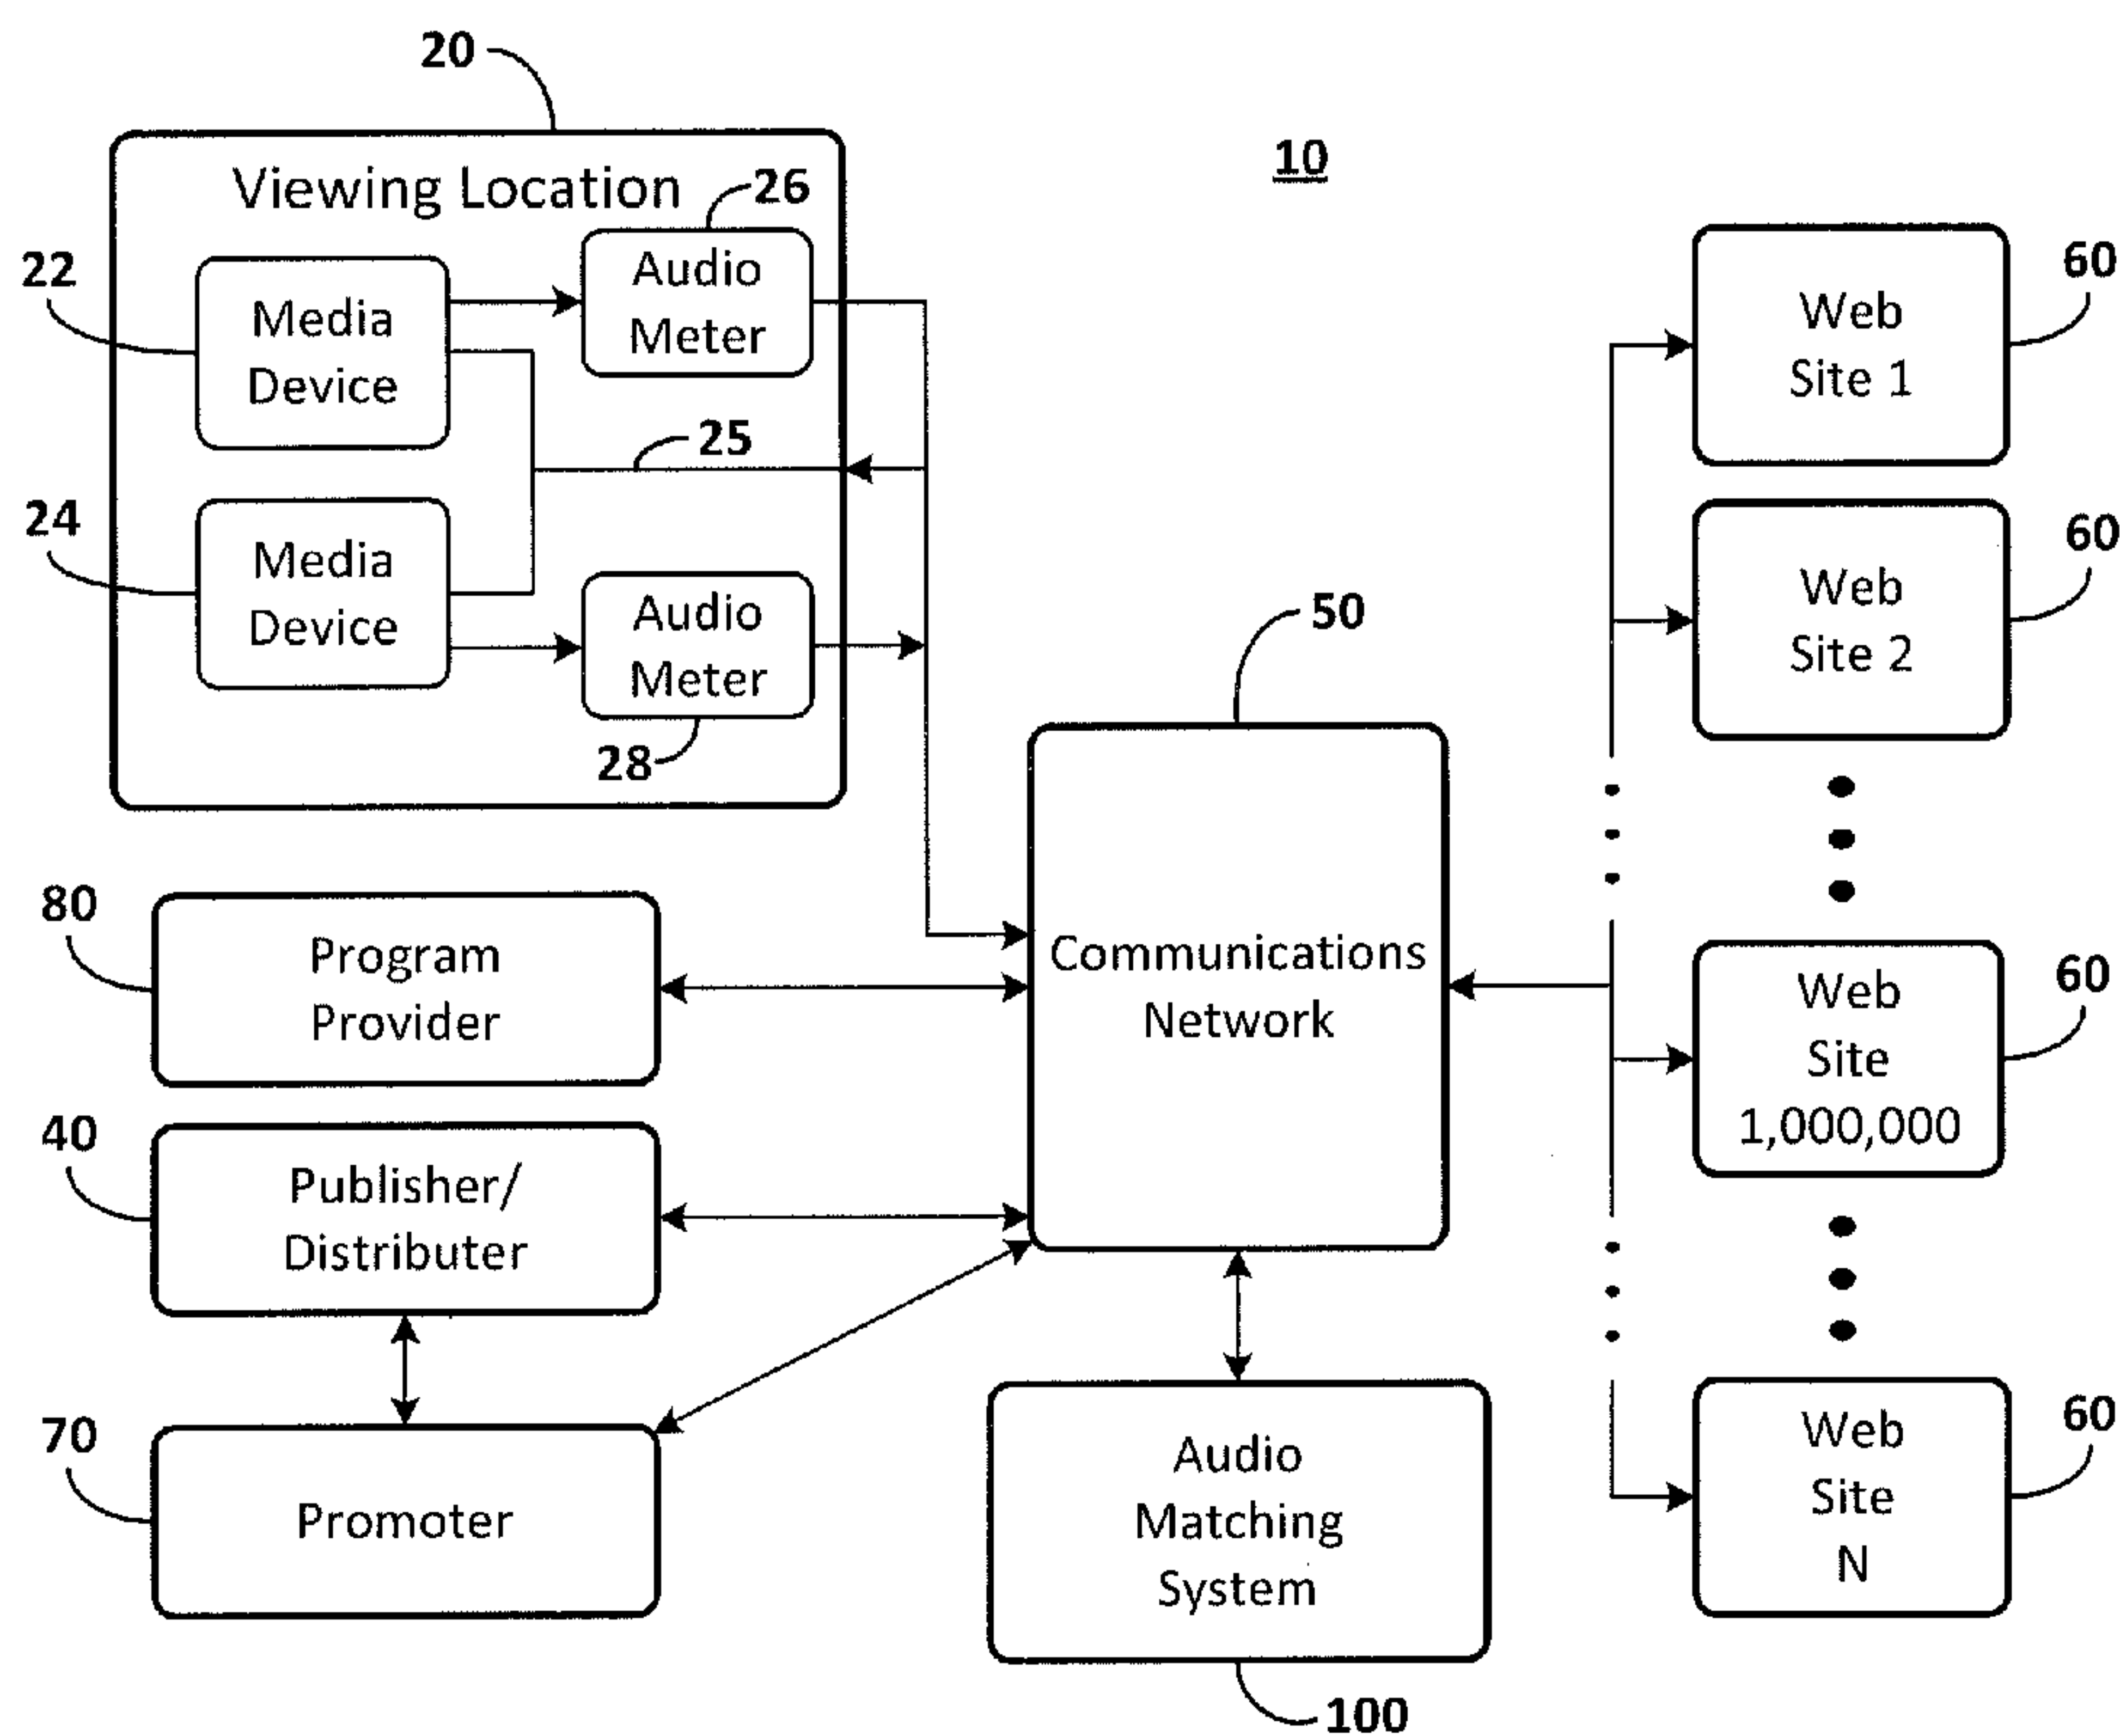 20
10
Viewing Location
26
22
Media
Device
Audio
Meter
25
24
Media
Device
Audio
Meter
28
50
Communications
Network
80
Program
Provider
40
Publisher/
Distributer
70
Promoter
Audio
Matching
System
100
Web
Site 1
60
Web
Site 2
60
Web
Site
1,000,000
60
Web
Site
N
60